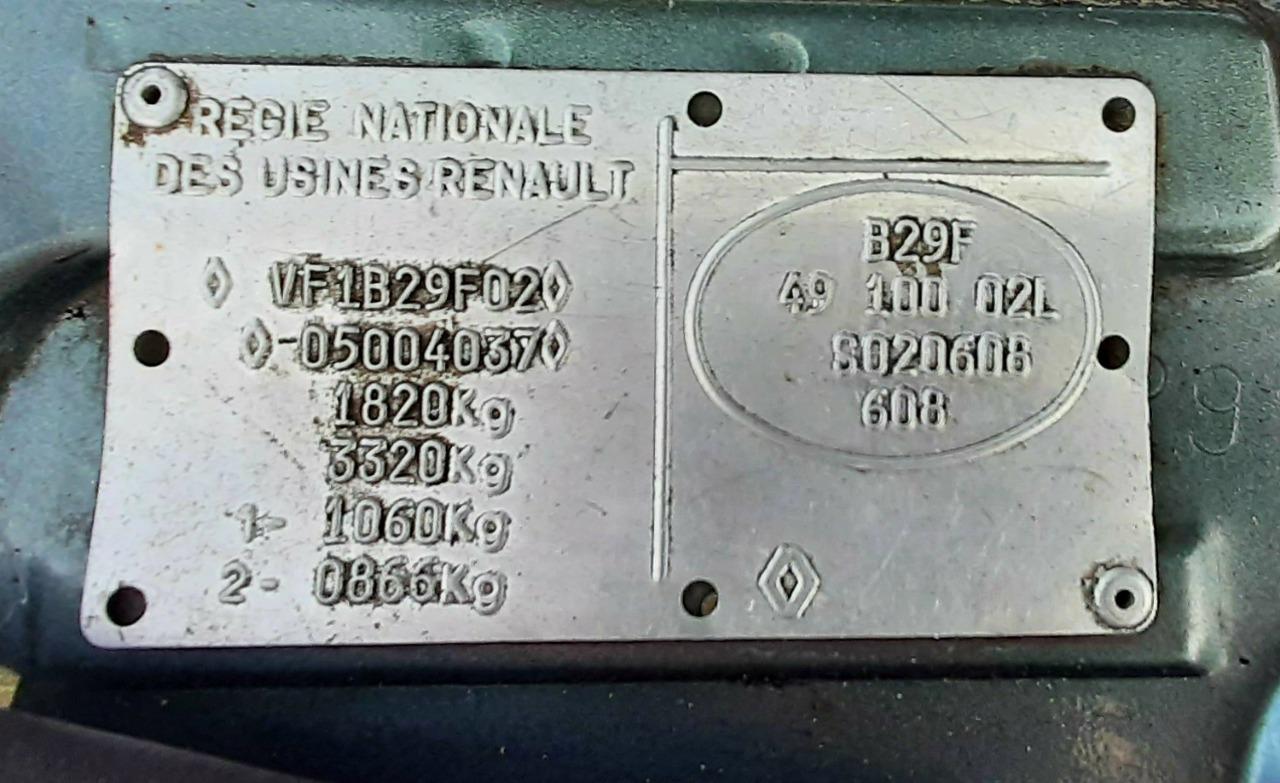 REGIE NATIONALE
DES USINES RENAULT
VF1B29F02
-05004037
1820Kg
3320Kg
1- 1060Kg
2- 0866Kg
B29F
49 100 02L
S020608
608